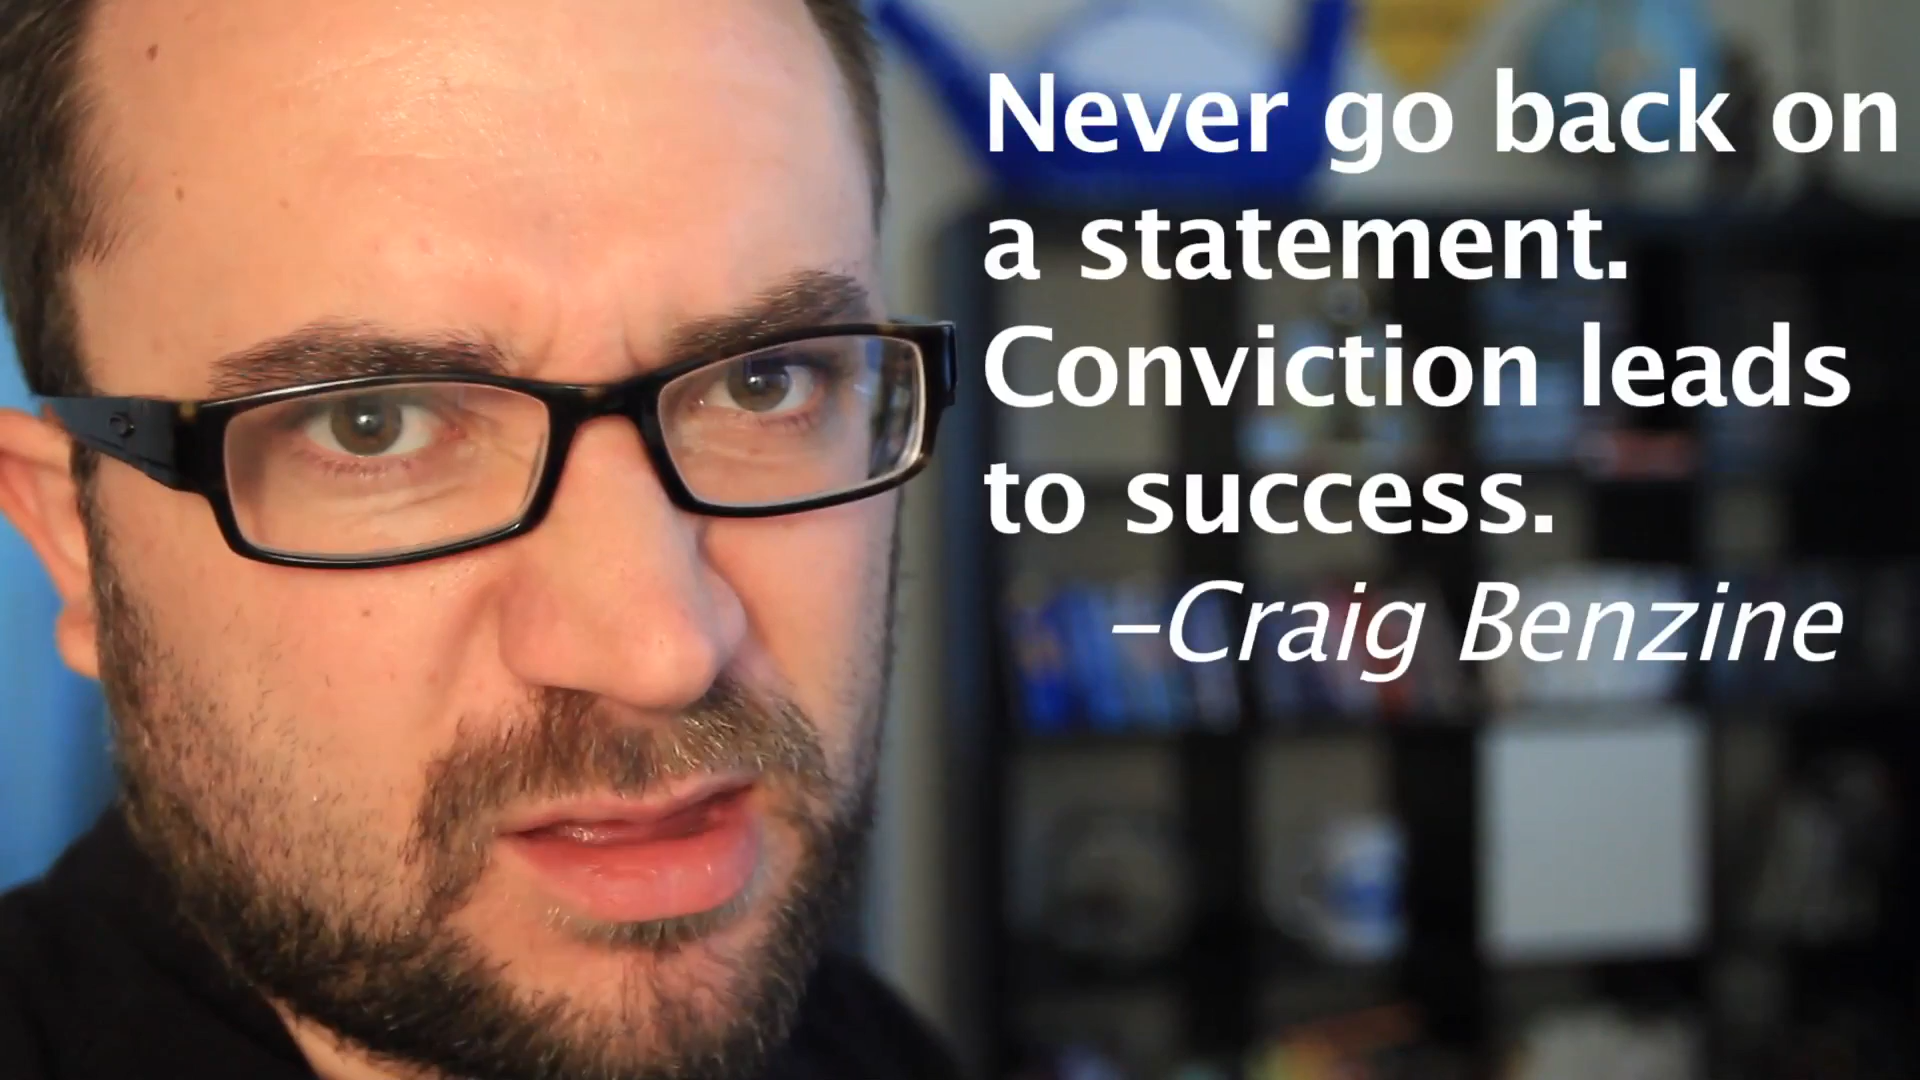 Never go back on
a statement.
Conviction leads
to success.
–Craig Benzine